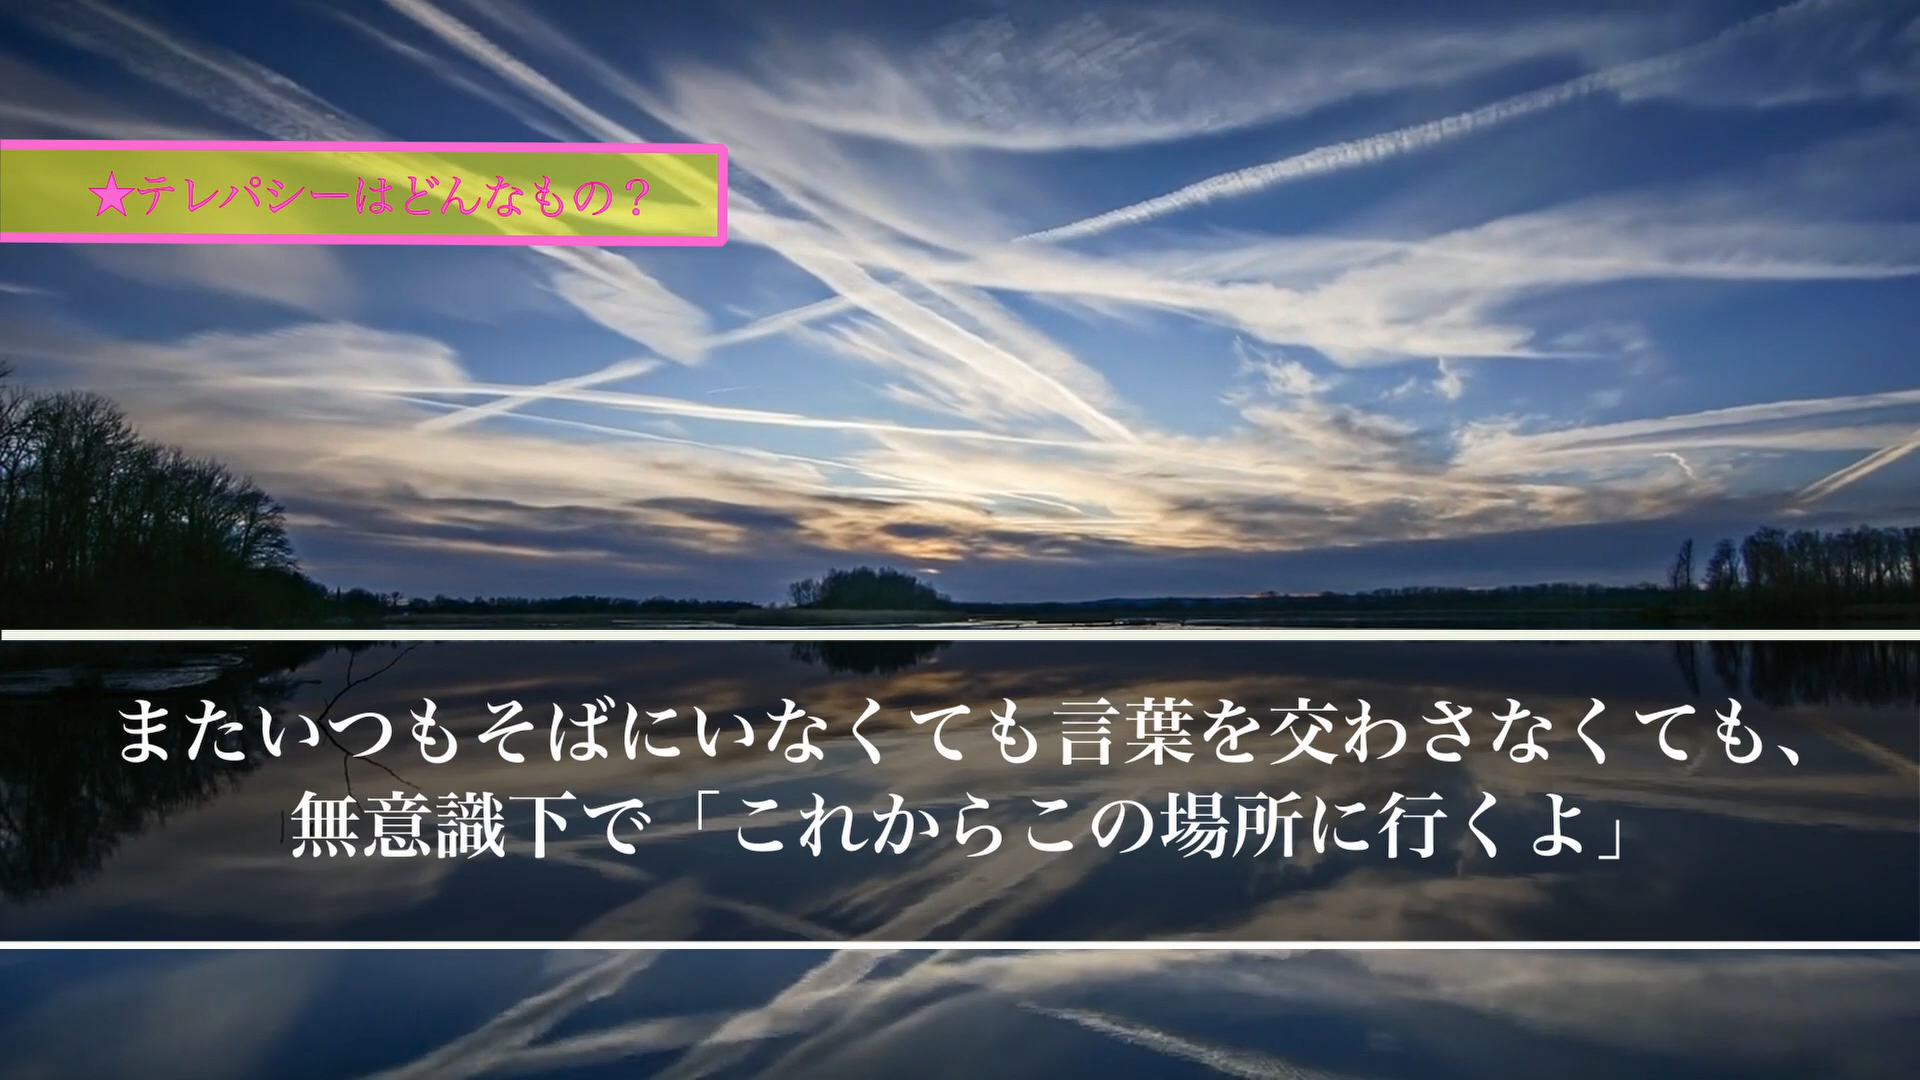 ★テレパシーはどんなもの？
またいつもそばにいなくても言葉を交わさなくても、
無意識下で「これからこの場所に行くよ」